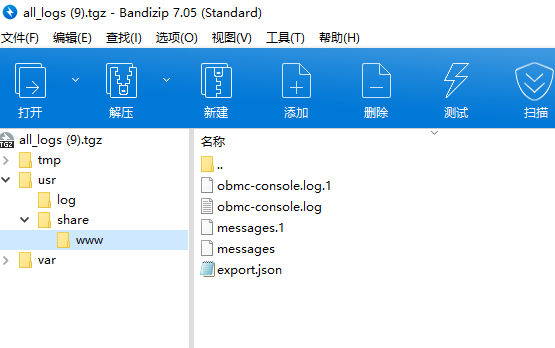 all_logs (9).tgz - Bandizip 7.05 (Standard)
文件(F) 编辑(E) 查找(I) 选项(O) 视图(V) 工具(T) 帮助(H)
打开 解压 新建 添加 删除 测试 扫描
TGZ all_logs (9).tgz
tmp
usr
log
share
www
var
名称
..
obmc-console.log.1
obmc-console.log
messages.1
messages
export.json